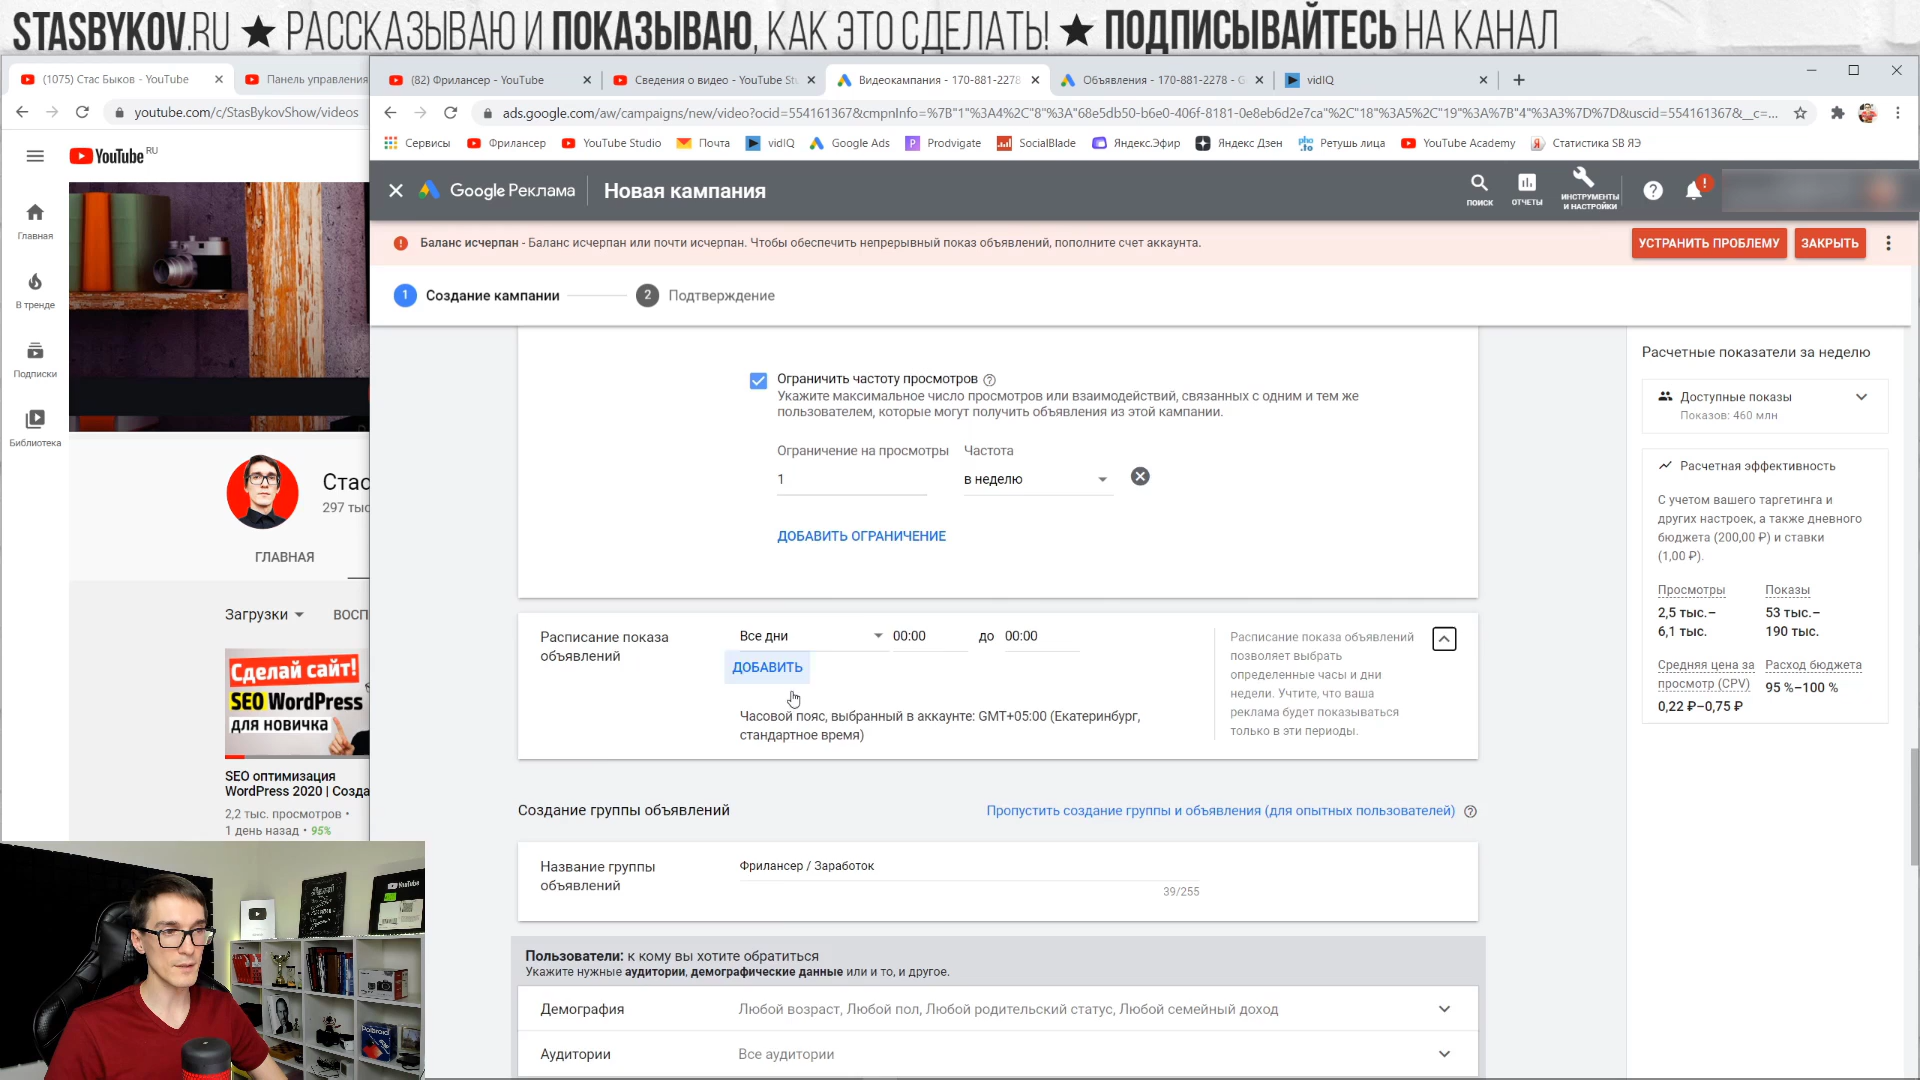 STASBYKOV.RU ★ РАССКАЗЫВАЮ И ПОКАЗЫВАЮ, КАК ЭТО СДЕЛАТЬ! ★ ПОДПИСЫВАЙТЕСЬ НА КАНАЛ
(1075) Стас Быков - YouTube
Панель управления
(82) Фрилансер - YouTube
Сведения о видео - YouTube St
Видеокампания - 170-881-2278
Объявления - 170-881-2278 - G
vidIQ
youtube.com/c/StasBykovShow/videos
ads.google.com/aw/campaigns/new/video?ocid=554161367&cmpnInfo=%7B"1"%3A4%2C"8"%3A"68e5db50-b6e0-406f-8181-0e8eb6d2e7ca"%2C"18"%3A5%2C"19"%3A%7B"4"%3A3%7D%7D&uscid=554161367&__c=...
Сервисы
Фрилансер
YouTube Studio
Почта
vidIQ
Google Ads
Prodvigate
SocialBlade
Яндекс.Эфир
Яндекс Дзен
Ретушь лица
YouTube Academy
Статистика SB ЯЭ
YouTube RU
Главная
В тренде
Подписки
Библиотека
Стас
297 тыс
ГЛАВНАЯ
Загрузки
ВОСП
Сделай сайт!
SEO WordPress
для новичка
SEO оптимизация
WordPress 2020 | Созда
2,2 тыс. просмотров •
1 день назад • 95%
Google Реклама
Новая кампания
ПОИСК
ОТЧЕТЫ
ИНСТРУМЕНТЫ
И НАСТРОЙКИ
Баланс исчерпан - Баланс исчерпан или почти исчерпан. Чтобы обеспечить непрерывный показ объявлений, пополните счет аккаунта.
УСТРАНИТЬ ПРОБЛЕМУ
ЗАКРЫТЬ
1 Создание кампании
2 Подтверждение
Ограничить частоту просмотров
Укажите максимальное число просмотров или взаимодействий, связанных с одним и тем же
пользователем, которые могут получить объявления из этой кампании.
Ограничение на просмотры
Частота
1
в неделю
ДОБАВИТЬ ОГРАНИЧЕНИЕ
Расписание показа
объявлений
Все дни
00:00 до 00:00
ДОБАВИТЬ
Часовой пояс, выбранный в аккаунте: GMT+05:00 (Екатеринбург,
стандартное время)
Расписание показа объявлений
позволяет выбрать
определенные часы и дни
недели. Учтите, что ваша
реклама будет показываться
только в эти периоды.
Создание группы объявлений
Пропустить создание группы и объявления (для опытных пользователей)
Название группы
объявлений
Фрилансер / Заработок
39/255
Пользователи: к кому вы хотите обратиться
Укажите нужные аудитории, демографические данные или и то, и другое.
Демография
Любой возраст, Любой пол, Любой родительский статус, Любой семейный доход
Аудитории
Все аудитории
Расчетные показатели за неделю
Доступные показы
Показов: 460 млн
Расчетная эффективность
С учетом вашего таргетинга и
других настроек, а также дневного
бюджета (200,00 ₽) и ставки
(1,00 ₽).
Просмотры
Показы
2,5 тыс.–
6,1 тыс.
53 тыс.–
190 тыс.
Средняя цена за
просмотр (CPV)
Расход бюджета
0,22 ₽–0,75 ₽
95 %–100 %
YouTube
Polaroid